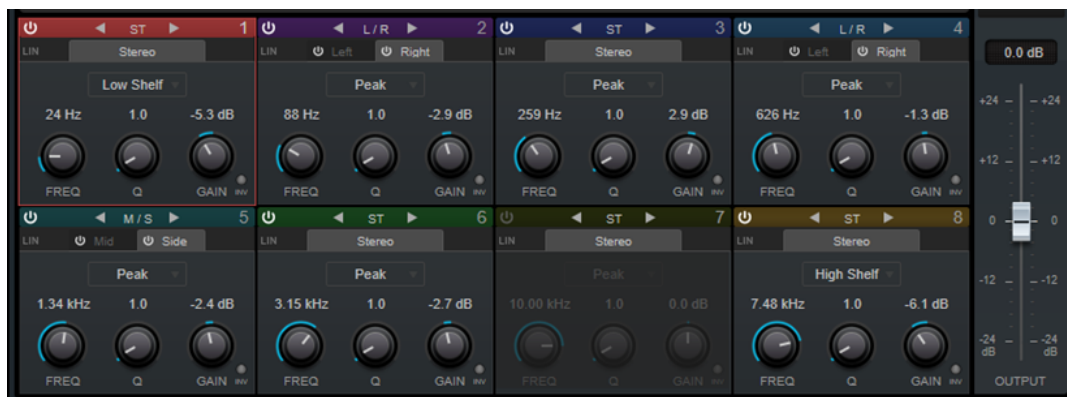 ST 1 L/R 2 ST 3 L/R 4
LIN Stereo LIN Left Right LIN Stereo LIN Left Right 0.0 dB
Low Shelf Peak Peak Peak
24 Hz 1.0 -5.3 dB 88 Hz 1.0 -2.9 dB 259 Hz 1.0 2.9 dB 626 Hz 1.0 -1.3 dB
+24 +24
+12 +12
FREQ Q GAIN INV FREQ Q GAIN INV FREQ Q GAIN INV FREQ Q GAIN INV
M/S 5 ST 6 ST 7 ST 8
0 0
LIN Mid Side LIN Stereo LIN Stereo LIN Stereo
Peak Peak Peak High Shelf
-12 -12
1.34 kHz 1.0 -2.4 dB 3.15 kHz 1.0 -2.7 dB 10.00 kHz 1.0 0.0 dB 7.48 kHz 1.0 -6.1 dB
-24 -24
dB dB
FREQ Q GAIN INV FREQ Q GAIN INV FREQ Q GAIN INV FREQ Q GAIN INV OUTPUT